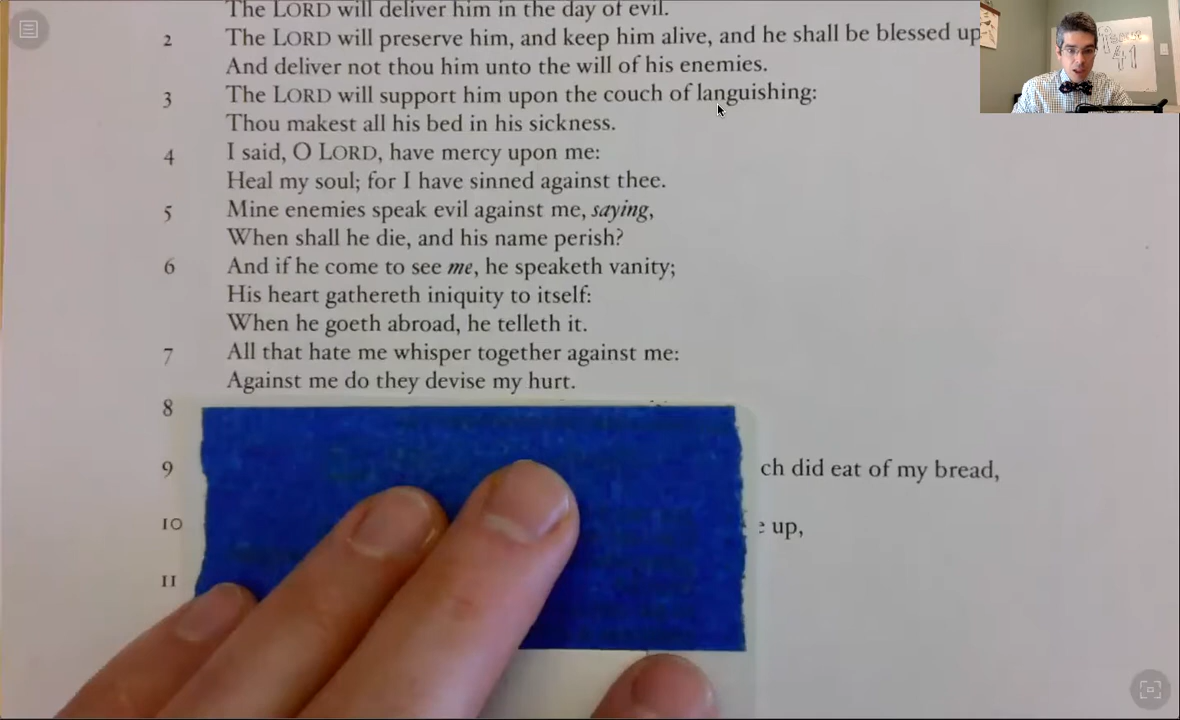 The LORD will deliver him in the day of evil.
2 The LORD will preserve him, and keep him alive, and he shall be blessed up
And deliver not thou him unto the will of his enemies.
3 The LORD will support him upon the couch of languishing:
Thou makest all his bed in his sickness.
4 I said, O LORD, have mercy upon me:
Heal my soul; for I have sinned against thee.
5 Mine enemies speak evil against me, saying,
When shall he die, and his name perish?
6 And if he come to see me, he speaketh vanity;
His heart gathereth iniquity to itself:
When he goeth abroad, he telleth it.
7 All that hate me whisper together against me:
Against me do they devise my hurt.
8
9 ch did eat of my bread,
10 e up,
11
41